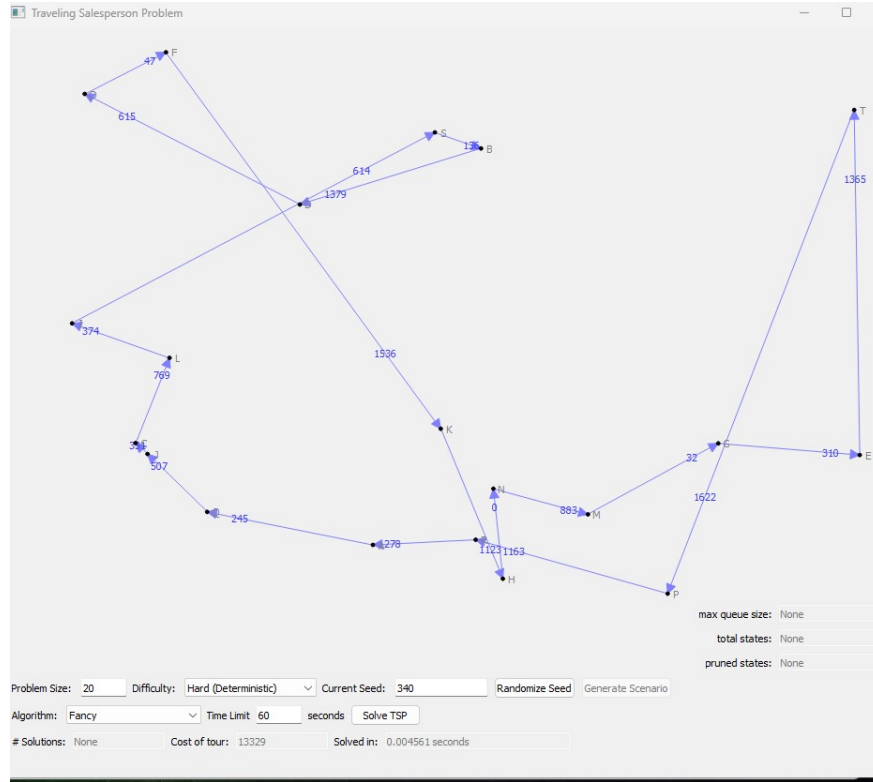 Traveling Salesperson Problem
F
47
615
T
S
B
614
1379
1365
374
1536
L
769
K
J
507
G
E
310
32
N
0
883
M
1622
245
1278
1123
1163
H
P
max queue size: None
total states: None
pruned states: None
Problem Size: 20 Difficulty: Hard (Deterministic) Current Seed: 340 Randomize Seed Generate Scenario
Algorithm: Fancy Time Limit 60 seconds Solve TSP
# Solutions: None Cost of tour: 13329 Solved in: 0.004561 seconds